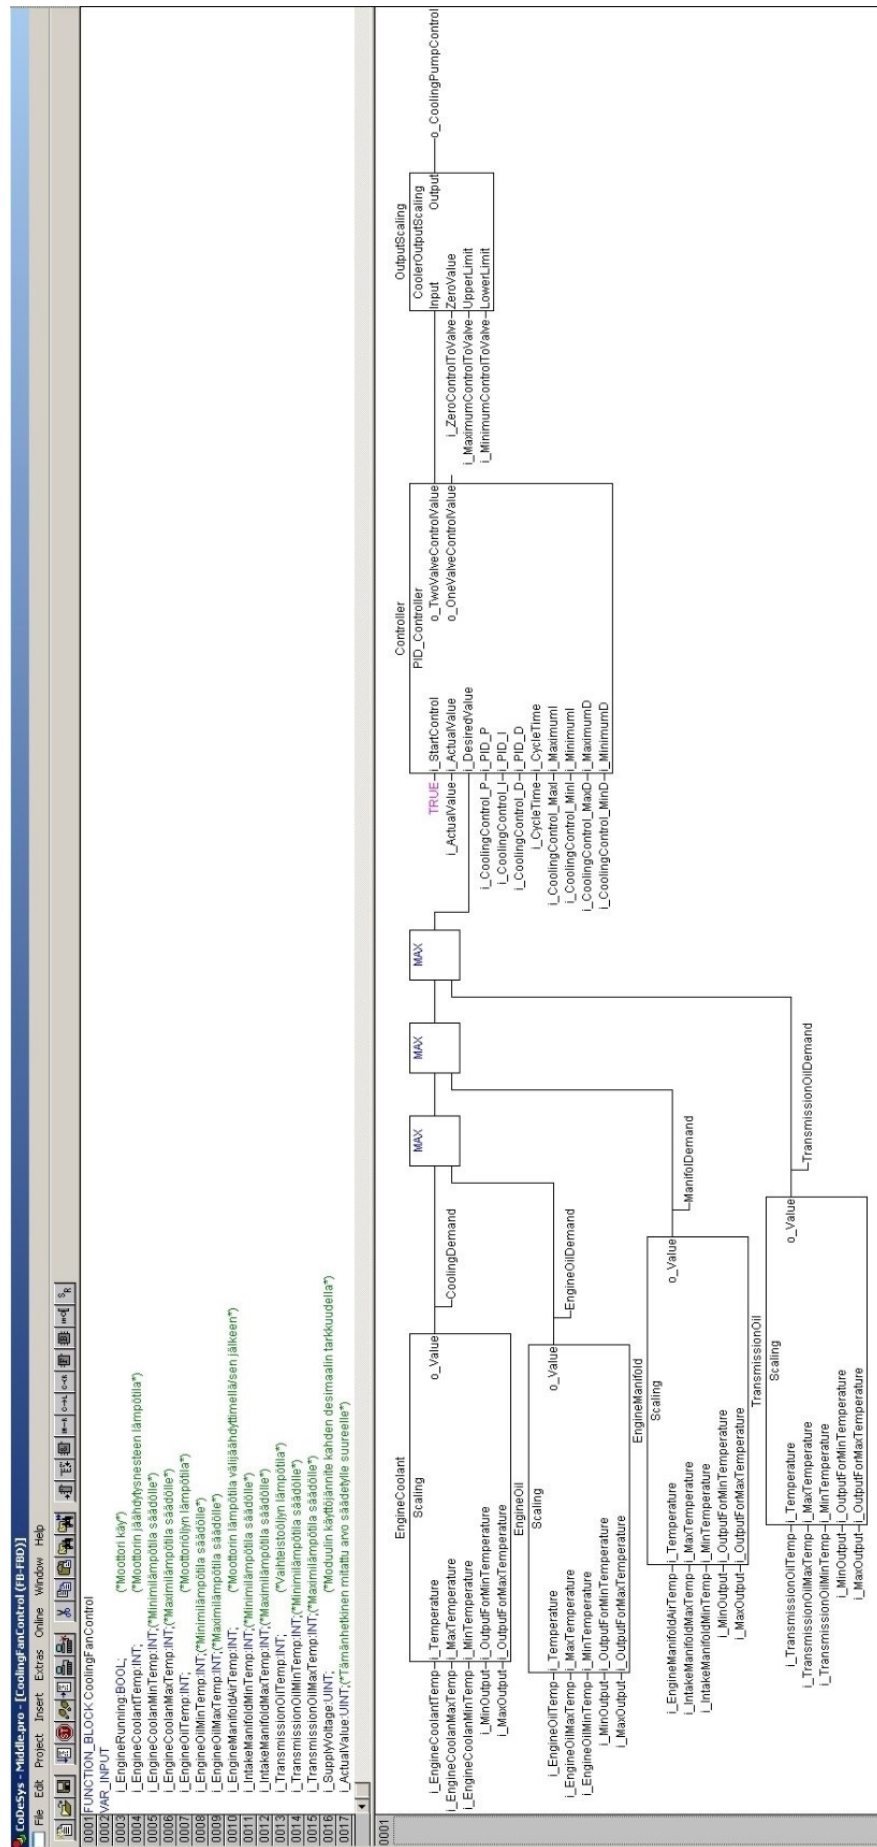 CoDeSys - Middle.pro - [CoolingFanControl (FB-FBD)]
File Edit Project Insert Extras Online Window Help
0001 FUNCTION_BLOCK CoolingFanControl
0002 VAR_INPUT
0003 i_EngineRunning:BOOL; (*Moottori käy*)
0004 i_EngineCoolantTemp:INT; (*Moottorin jäähdytysnesteen lämpötila*)
0005 i_EngineCoolanMinTemp:INT;(*Minimilämpötila säädölle*)
0006 i_EngineCoolanMaxTemp:INT;(*Maximilämpötila säädölle*)
0007 i_EngineOilTemp:INT; (*Moottoriöljyn lämpötila*)
0008 i_EngineOilMinTemp:INT;(*Minimilämpötila säädölle*)
0009 i_EngineOilMaxTemp:INT;(*Maximilämpötila säädölle*)
0010 i_EngineManifoldAirTemp:INT; (*Moottorin lämpötila välijäähdyttimellä/sen jälkeen*)
0011 i_IntakeManifoldMinTemp:INT;(*Minimilämpötila säädölle*)
0012 i_IntakeManifoldMaxTemp:INT;(*Maximilämpötila säädölle*)
0013 i_TransmissionOilTemp:INT; (*Vaihteistoöljyn lämpötila*)
0014 i_TransmissionOilMinTemp:INT;(*Minimilämpötila säädölle*)
0015 i_TransmissionOilMaxTemp:INT;(*Maximilämpötila säädölle*)
0016 i_SupplyVoltage:UINT; (*Moduulin käyttöjännite kahden desimaalin tarkkuudella*)
0017 i_ActualValue:UINT;(*Tämänhetkinen mitattu arvo säädetylle suureelle*)
0001
EngineCoolant
Scaling
i_EngineCoolantTemp i_Temperature o_Value
i_EngineCoolanMaxTemp i_MaxTemperature CoolingDemand
i_EngineCoolanMinTemp i_MinTemperature
i_MinOutput i_OutputForMinTemperature
i_MaxOutput i_OutputForMaxTemperature
EngineOil
Scaling
i_EngineOilTemp i_Temperature o_Value
i_EngineOilMaxTemp i_MaxTemperature EngineOilDemand
i_EngineOilMinTemp i_MinTemperature
i_MinOutput i_OutputForMinTemperature
i_MaxOutput i_OutputForMaxTemperature
EngineManifold
Scaling
i_EngineManifoldAirTemp i_Temperature o_Value
i_IntakeManifoldMaxTemp i_MaxTemperature ManifolDemand
i_IntakeManifoldMinTemp i_MinTemperature
i_MinOutput i_OutputForMinTemperature
i_MaxOutput i_OutputForMaxTemperature
TransmissionOil
Scaling
i_TransmissionOilTemp i_Temperature o_Value
i_TransmissionOilMaxTemp i_MaxTemperature TransmissionOilDemand
i_TransmissionOilMinTemp i_MinTemperature
i_MinOutput i_OutputForMinTemperature
i_MaxOutput i_OutputForMaxTemperature
MAX
MAX
MAX
Controller
PID_Controller
TRUE i_StartControl o_TwoValveControlValue
i_ActualValue i_ActualValue o_OneValveControlValue
i_DesiredValue
i_CoolingControl_P i_PID_P
i_CoolingControl_I i_PID_I
i_CoolingControl_D i_PID_D
i_CycleTime i_CycleTime
i_CoolingControl_MaxI i_MaximumI
i_CoolingControl_MinI i_MinimumI
i_CoolingControl_MaxD i_MaximumD
i_CoolingControl_MinD i_MinimumD
OutputScaling
CoolerOutputScaling
Input Output o_CoolingPumpControl
i_ZeroControlToValve ZeroValue
i_MaximumControlToValve UpperLimit
i_MinimumControlToValve LowerLimit